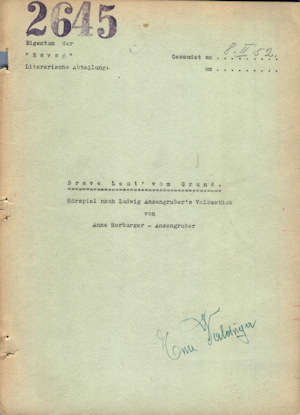 2645
Eigentum der
"Ravag"
Literarische Abteilung:
Gesendet am 8. II 52.
um ..........
Brave Leut' vom Grund.
Hörspiel nach Ludwig Anzengruber's Volksstück
von
Anne Herburger - Anzengruber